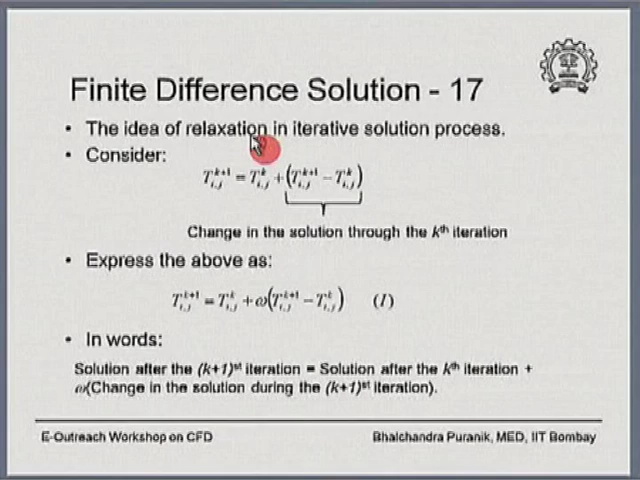 Finite Difference Solution - 17
• The idea of relaxation in iterative solution process.
• Consider:
T_{i,j}^{k+1} = T_{i,j}^{k} + (T_{i,j}^{k+1} − T_{i,j}^{k})
Change in the solution through the kth iteration
• Express the above as:
T_{i,j}^{k+1} = T_{i,j}^{k} + ω(T_{i,j}^{k+1} − T_{i,j}^{k}) (I)
• In words:
Solution after the (k+1)st iteration = Solution after the kth iteration +
ω(Change in the solution during the (k+1)st iteration).
E-Outreach Workshop on CFD
Bhalchandra Puranik, MED, IIT Bombay